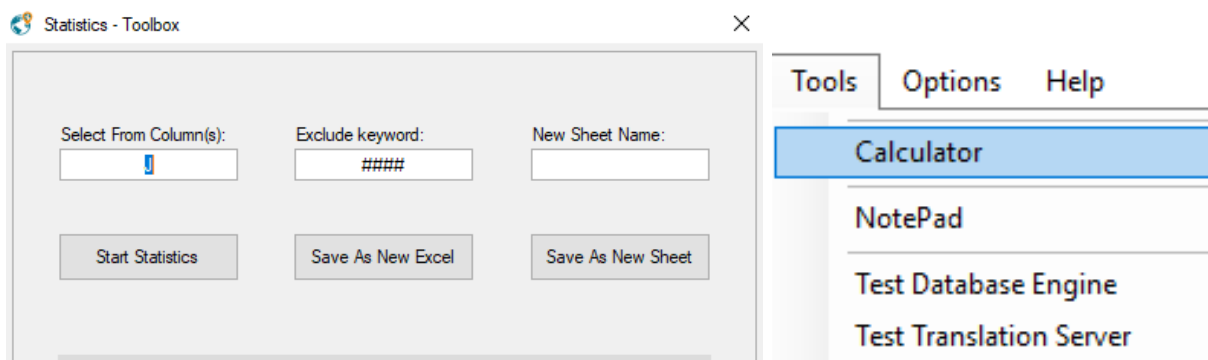 Statistics - Toolbox
Select From Column(s):
Exclude keyword:
New Sheet Name:
J
####
Start Statistics
Save As New Excel
Save As New Sheet
Tools
Options
Help
Calculator
NotePad
Test Database Engine
Test Translation Server